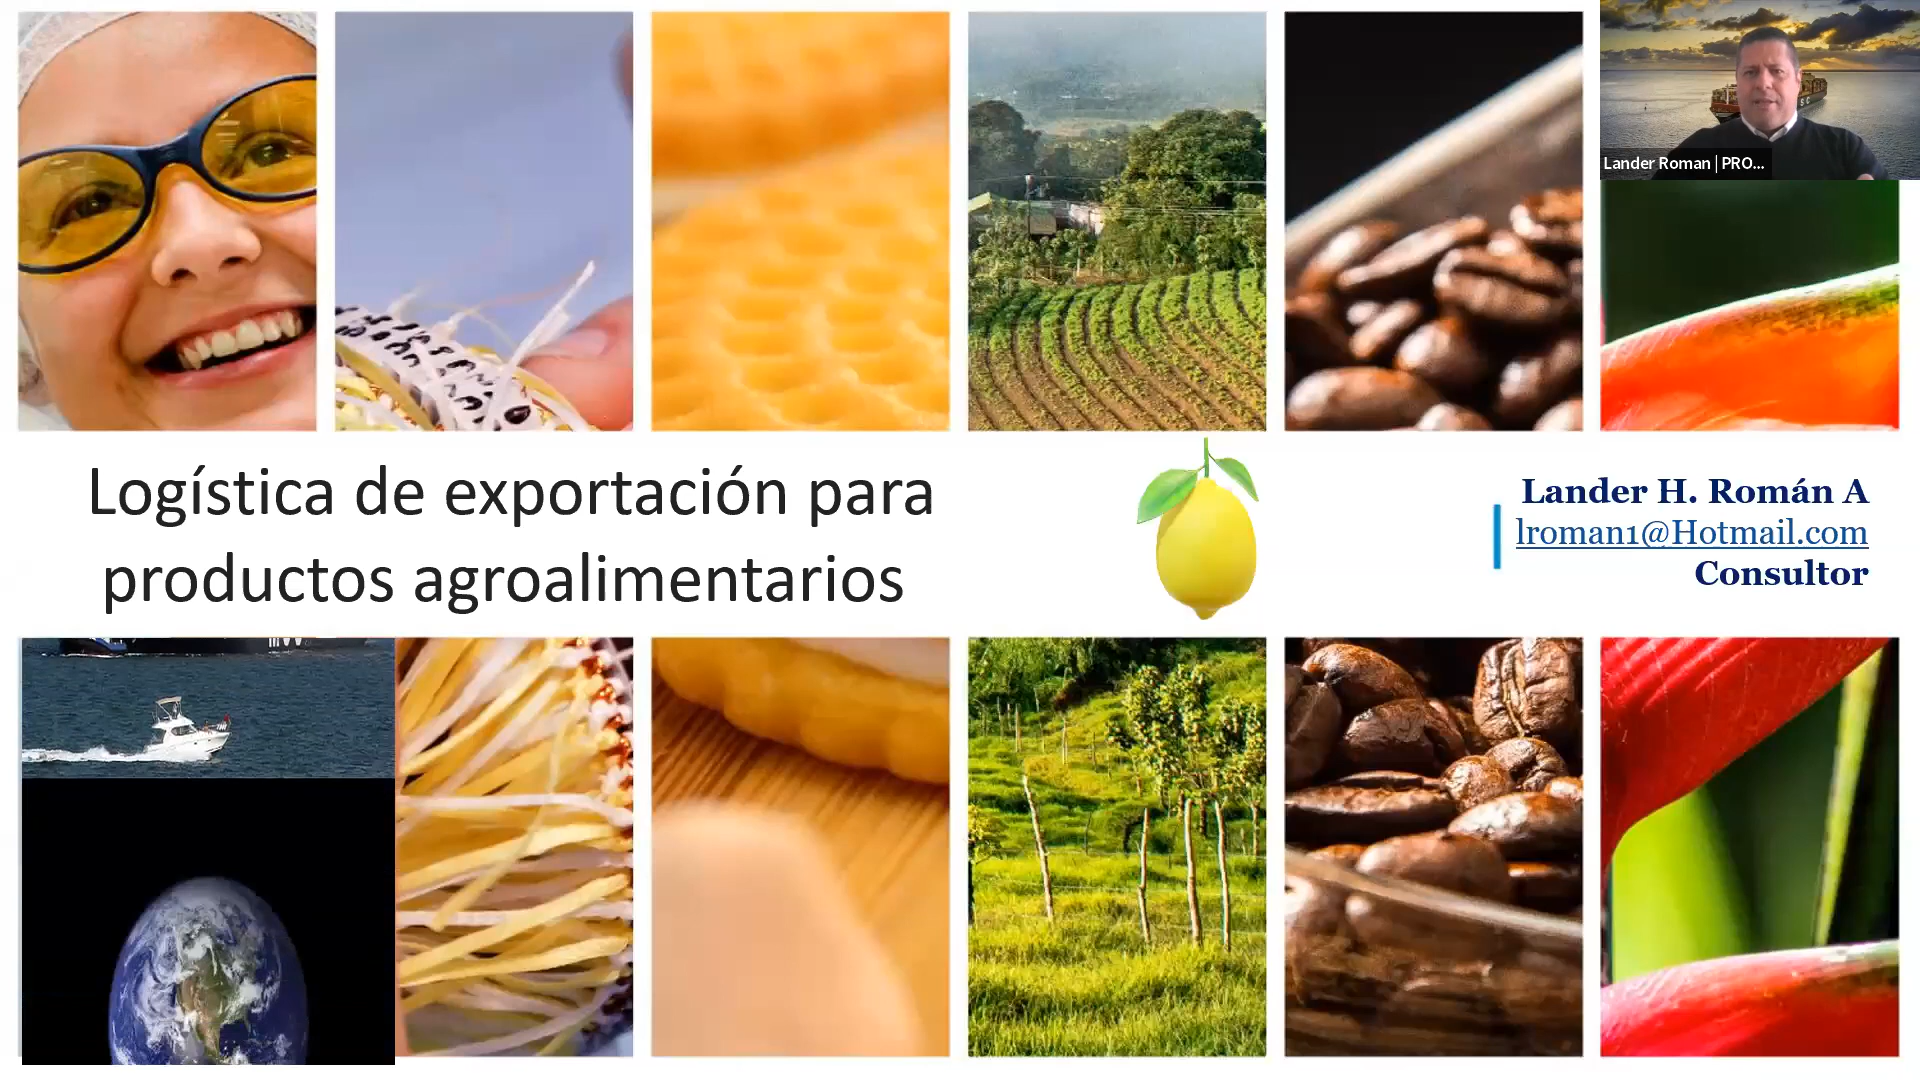 Lander Roman | PRO...
Logística de exportación para
productos agroalimentarios
Lander H. Román A
lroman1@Hotmail.com
Consultor